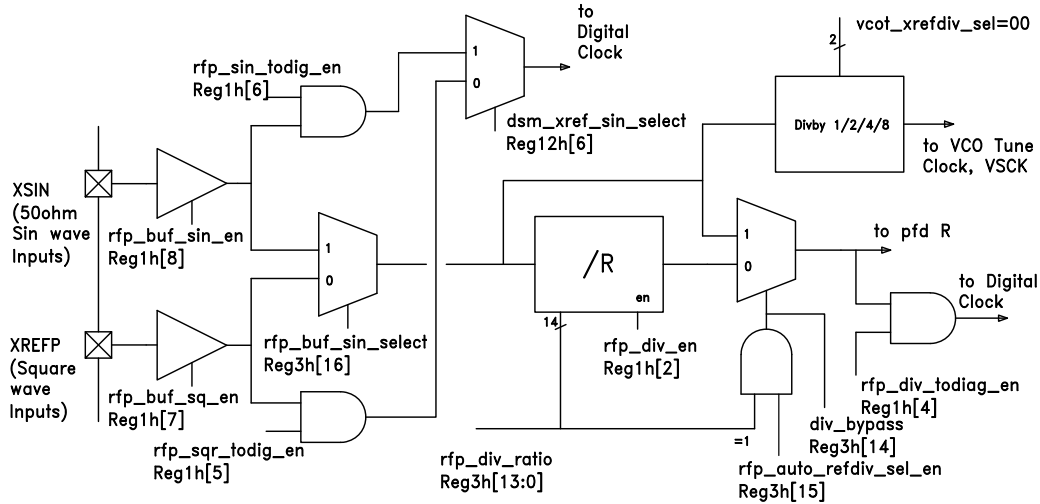 to
Digital
Clock
vcot_xrefdiv_sel=00
2
rfp_sin_todig_en
Reg1h[6]
1
0
dsm_xref_sin_select
Reg12h[6]
Divby 1/2/4/8
to VCO Tune
Clock, VSCK
XSIN
(50ohm
Sin wave
Inputs)
rfp_buf_sin_en
Reg1h[8]
1
0
/R
en
1
0
to pfd R
to Digital
Clock
14
rfp_buf_sin_select
Reg3h[16]
rfp_div_en
Reg1h[2]
XREFP
(Square
wave
Inputs)
rfp_buf_sq_en
Reg1h[7]
rfp_div_todiag_en
Reg1h[4]
div_bypass
Reg3h[14]
=1
rfp_sqr_todig_en
Reg1h[5]
rfp_div_ratio
Reg3h[13:0]
rfp_auto_refdiv_sel_en
Reg3h[15]